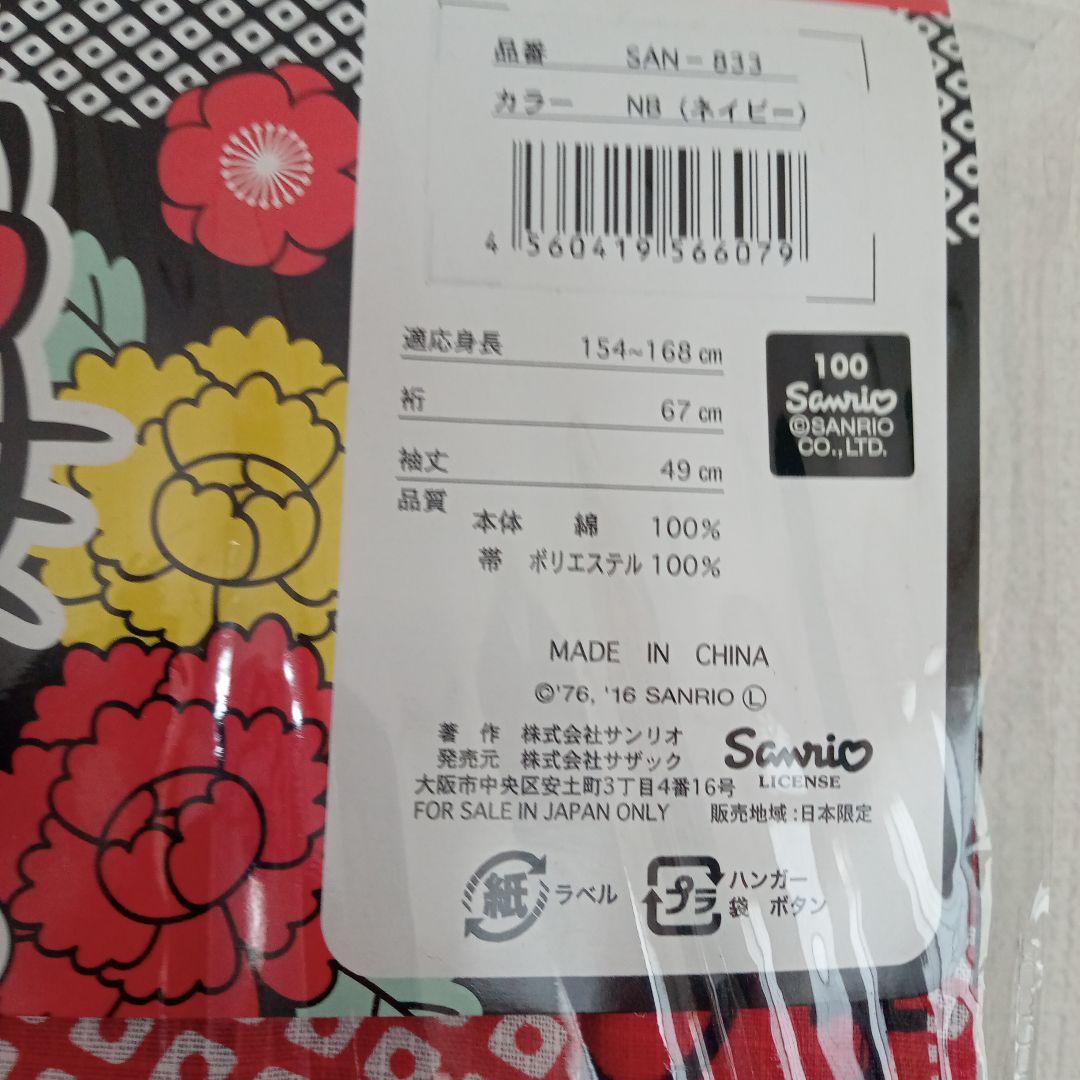 品番 SAN-833
カラー NB (ネイビー)
4 560419 566079
適応身長 154~168 cm
裄 67 cm
袖丈 49 cm
品質
本体 綿 100%
帯 ポリエステル 100%
100
Sanrio
©SANRIO
CO.,LTD.
MADE IN CHINA
©'76, '16 SANRIO Ⓛ
著作 株式会社サンリオ
発売元 株式会社サザック
大阪市中央区安土町3丁目4番16号
Sanrio
LICENSE
FOR SALE IN JAPAN ONLY 販売地域:日本限定
紙 ラベル
プラ ハンガー
袋 ボタン